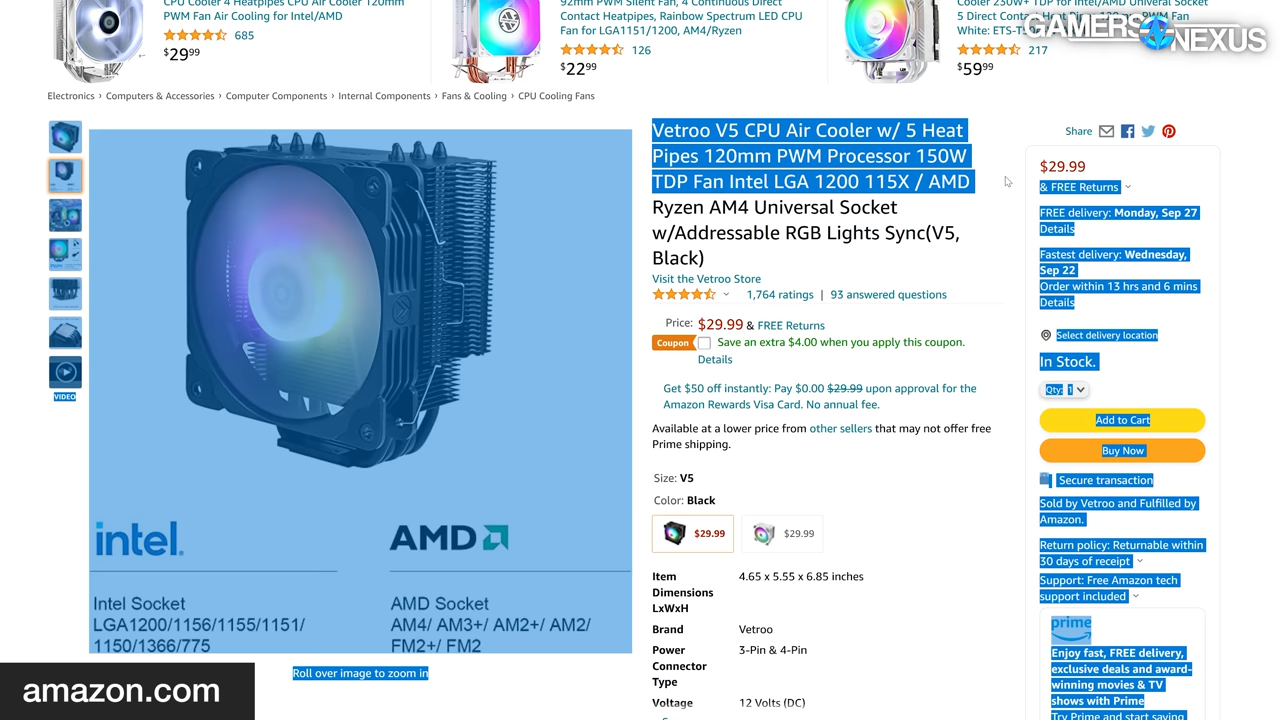 CPU Cooler 4 Heatpipes CPU Air Cooler 120mm
PWM Fan Air Cooling for Intel/AMD
685
$29.99
92mm PWM Silent Fan, 4 Continuous Direct
Contact Heatpipes, Rainbow Spectrum LED CPU
Fan for LGA1151/1200, AM4/Ryzen
126
$22.99
Cooler 230W+ TDP for Intel/AMD Universal Socket
5 Direct
217
$59.99
GAMERS NEXUS
Electronics › Computers & Accessories › Computer Components › Internal Components › Fans & Cooling › CPU Cooling Fans
VIDEO
intel.
AMD
Intel Socket
LGA1200/1156/1155/1151/
1150/1366/775
AMD Socket
AM4/ AM3+/ AM2+/ AM2/
FM2+/ FM2
Roll over image to zoom in
Vetroo V5 CPU Air Cooler w/ 5 Heat
Pipes 120mm PWM Processor 150W
TDP Fan Intel LGA 1200 115X / AMD
Ryzen AM4 Universal Socket
w/Addressable RGB Lights Sync(V5,
Black)
Visit the Vetroo Store
1,764 ratings | 93 answered questions
Price: $29.99 & FREE Returns
Coupon Save an extra $4.00 when you apply this coupon.
Details
Get $50 off instantly: Pay $0.00 $29.99 upon approval for the
Amazon Rewards Visa Card. No annual fee.
Available at a lower price from other sellers that may not offer free
Prime shipping.
Size: V5
Color: Black
$29.99
$29.99
Item
Dimensions
LxWxH
4.65 x 5.55 x 6.85 inches
Brand
Vetroo
Power
Connector
Type
3-Pin & 4-Pin
Voltage
12 Volts (DC)
Share
$29.99
& FREE Returns
FREE delivery: Monday, Sep 27
Details
Fastest delivery: Wednesday,
Sep 22
Order within 13 hrs and 6 mins
Details
Select delivery location
In Stock.
Qty: 1
Add to Cart
Buy Now
Secure transaction
Sold by Vetroo and Fulfilled by
Amazon.
Return policy: Returnable within
30 days of receipt
Support: Free Amazon tech
support included
prime
Enjoy fast, FREE delivery,
exclusive deals and award-
winning movies & TV
shows with Prime
Try Prime and start saving
amazon.com